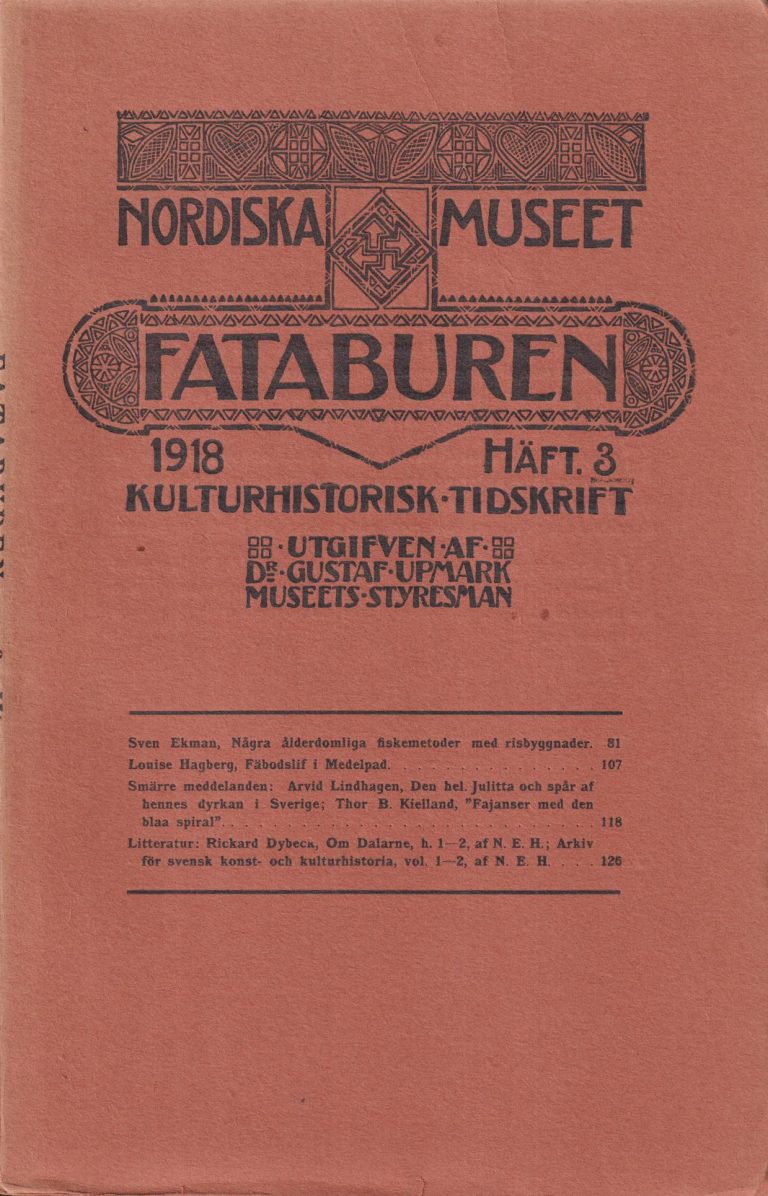 NORDISKA MUSEET
FATABUREN
1918 HÄFT. 3
KULTURHISTORISK·TIDSKRIFT
·UTGIFVEN·AF·
DR·GUSTAF·UPMARK
MUSEETS·STYRESMAN
Sven Ekman, Några ålderdomliga fiskemetoder med risbyggnader. 81
Louise Hagberg, Fäbodslif i Medelpad. . . . . . . . . . . . . . . . 107
Smärre meddelanden: Arvid Lindhagen, Den hel. Julitta och spår af
hennes dyrkan i Sverige; Thor B. Kielland, ”Fajanser med den
blaa spiral”. . . . . . . . . . . . . . . . . . . . . . . . . . . . 118
Litteratur: Rickard Dybeck, Om Dalarne, h. 1—2, af N. E. H.; Arkiv
för svensk konst- och kulturhistoria, vol. 1—2, af N. E. H. . . . . 126